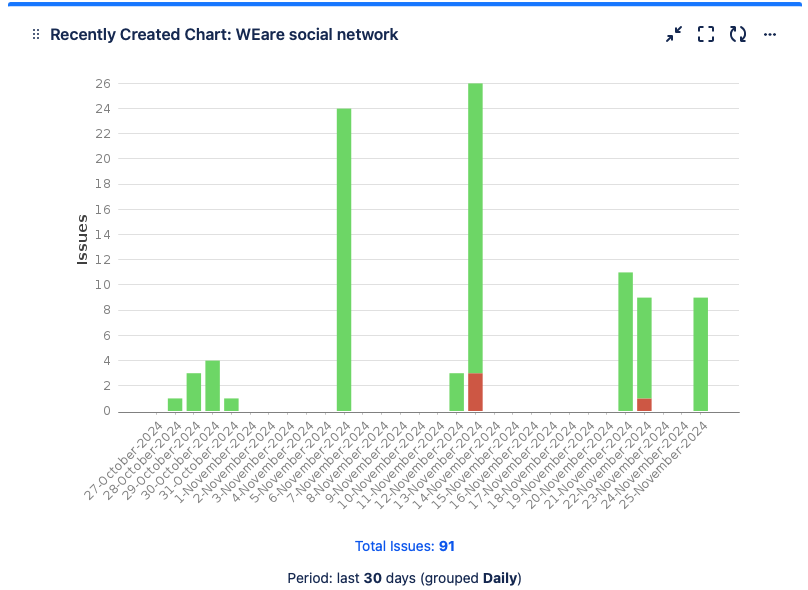 Recently Created Chart: WEare social network
26
24
22
20
18
16
14
12
10
8
6
4
2
0
Issues
27-October-2024
28-October-2024
29-October-2024
30-October-2024
31-October-2024
1-November-2024
2-November-2024
3-November-2024
4-November-2024
5-November-2024
6-November-2024
7-November-2024
8-November-2024
9-November-2024
10-November-2024
11-November-2024
12-November-2024
13-November-2024
14-November-2024
15-November-2024
16-November-2024
17-November-2024
18-November-2024
19-November-2024
20-November-2024
21-November-2024
22-November-2024
23-November-2024
24-November-2024
25-November-2024
Total Issues: 91
Period: last 30 days (grouped Daily)